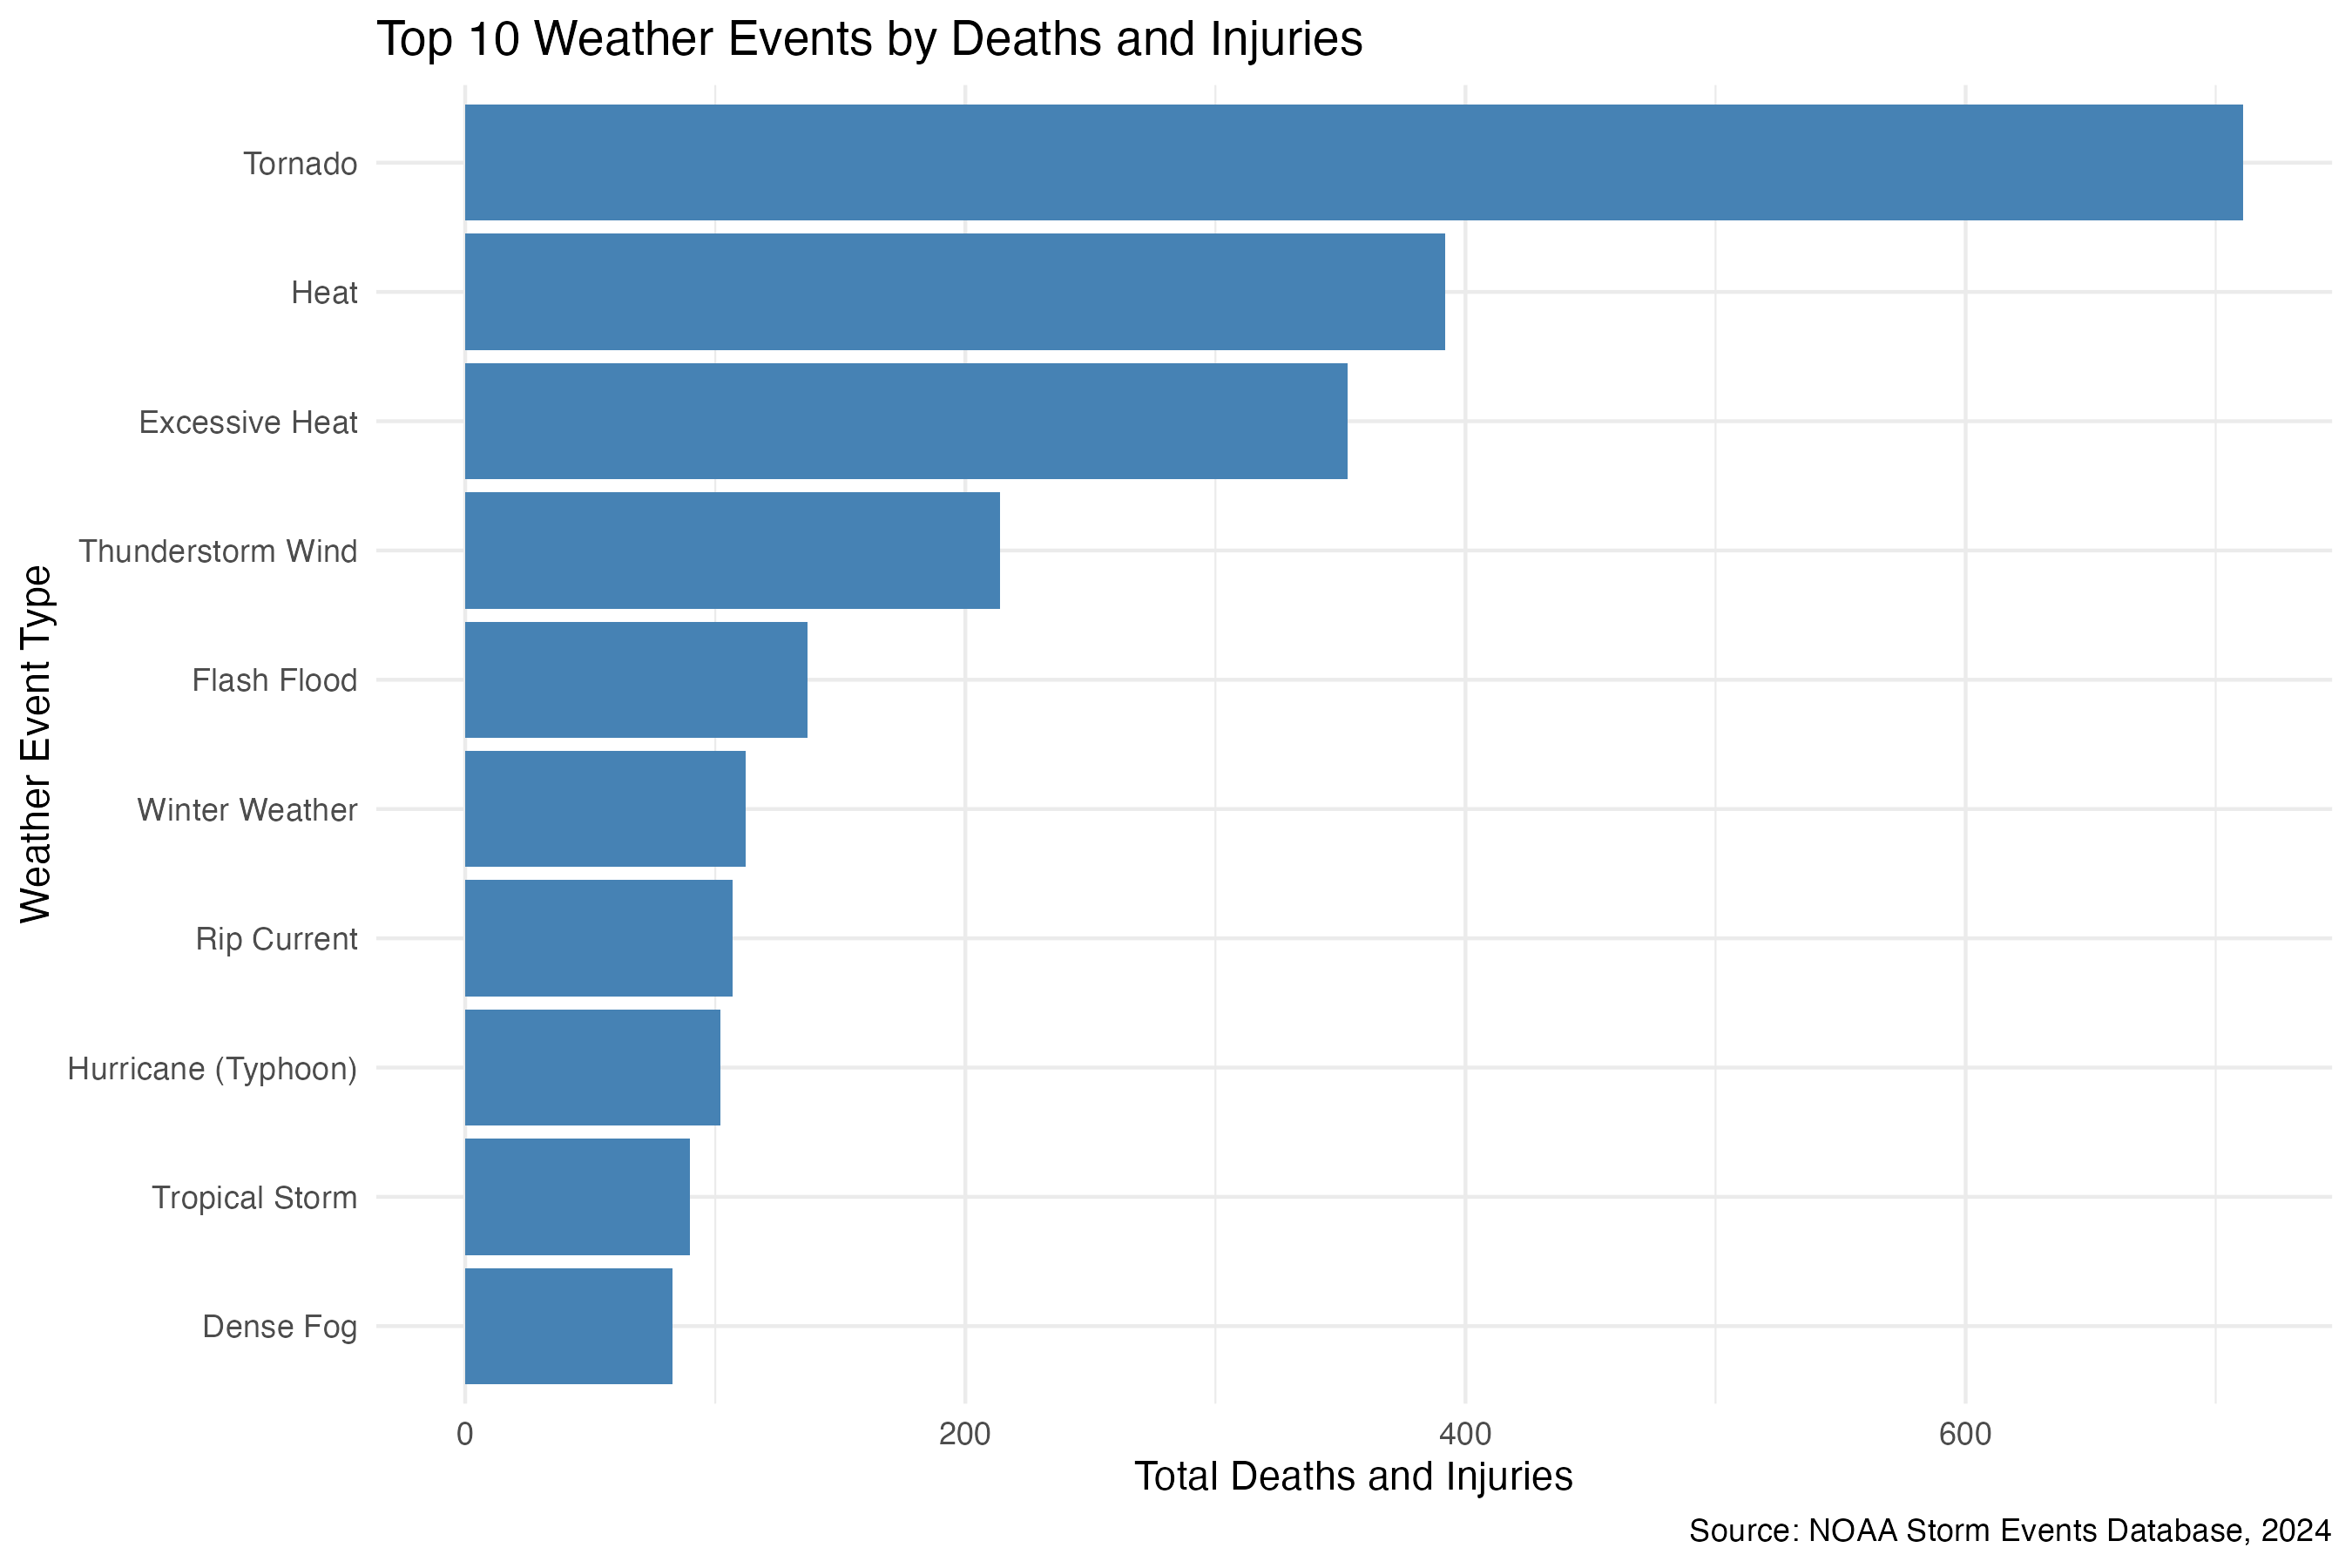 Top 10 Weather Events by Deaths and Injuries
Weather Event Type
Tornado
Heat
Excessive Heat
Thunderstorm Wind
Flash Flood
Winter Weather
Rip Current
Hurricane (Typhoon)
Tropical Storm
Dense Fog
0 200 400 600
Total Deaths and Injuries
Source: NOAA Storm Events Database, 2024